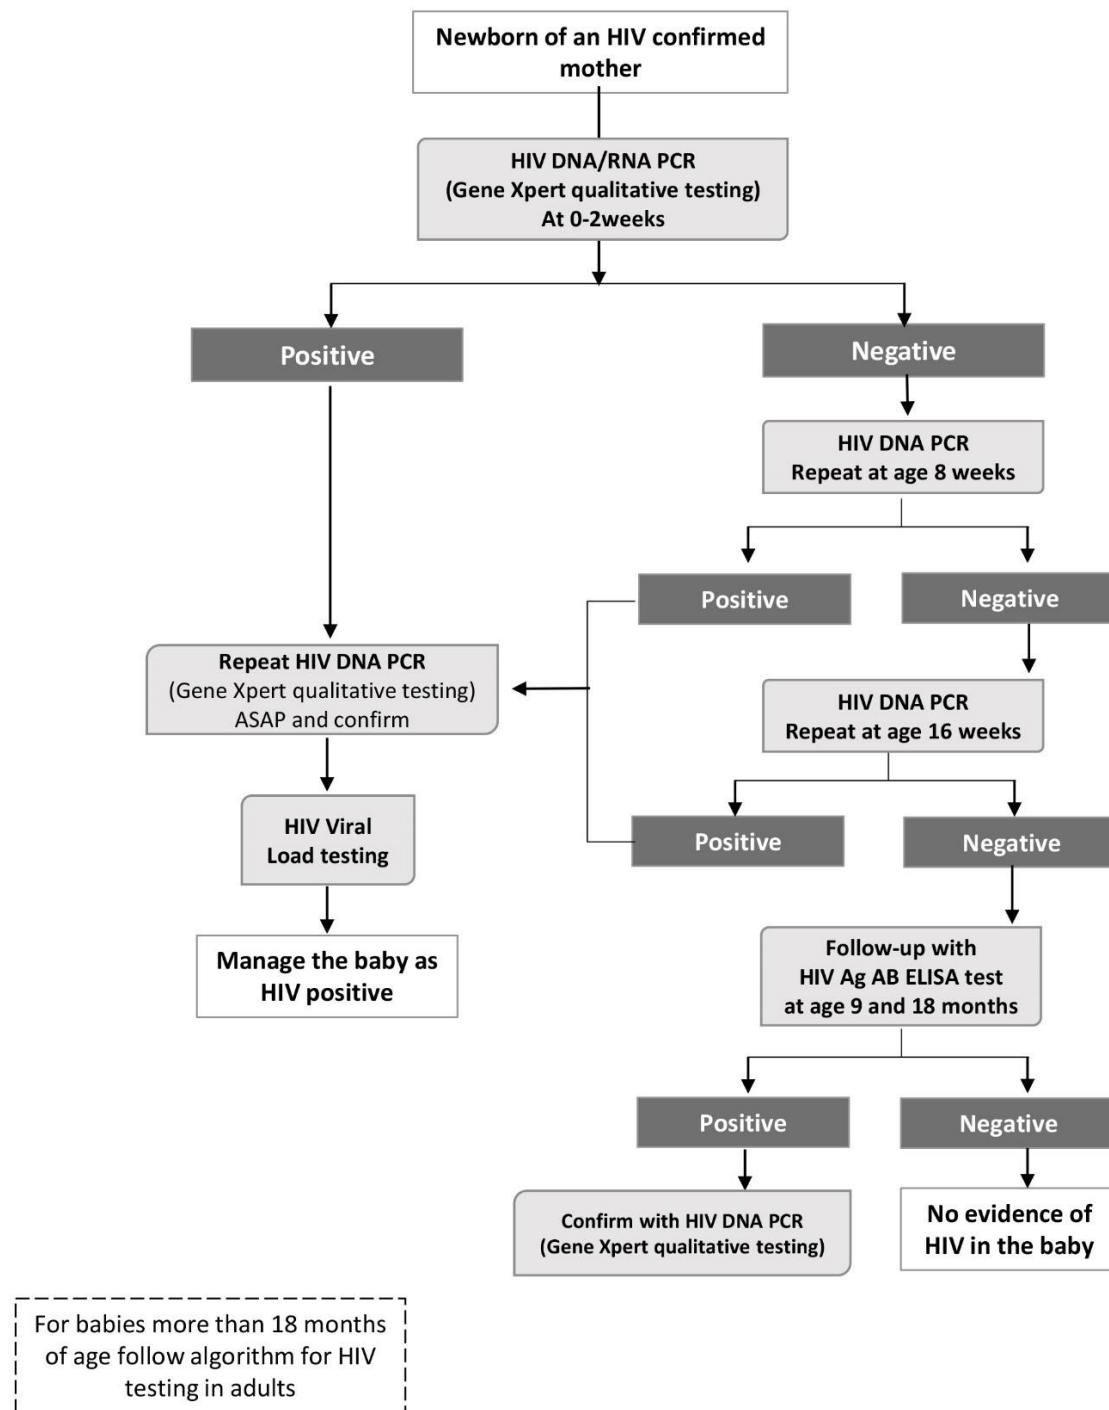 Newborn of an HIV confirmed
mother
HIV DNA/RNA PCR
(Gene Xpert qualitative testing)
At 0-2weeks
Positive
Negative
HIV DNA PCR
Repeat at age 8 weeks
Positive
Negative
Repeat HIV DNA PCR
(Gene Xpert qualitative testing)
ASAP and confirm
HIV DNA PCR
Repeat at age 16 weeks
HIV Viral
Load testing
Positive
Negative
Manage the baby as
HIV positive
Follow-up with
HIV Ag AB ELISA test
at age 9 and 18 months
Positive
Negative
Confirm with HIV DNA PCR
(Gene Xpert qualitative testing)
No evidence of
HIV in the baby
For babies more than 18 months
of age follow algorithm for HIV
testing in adults